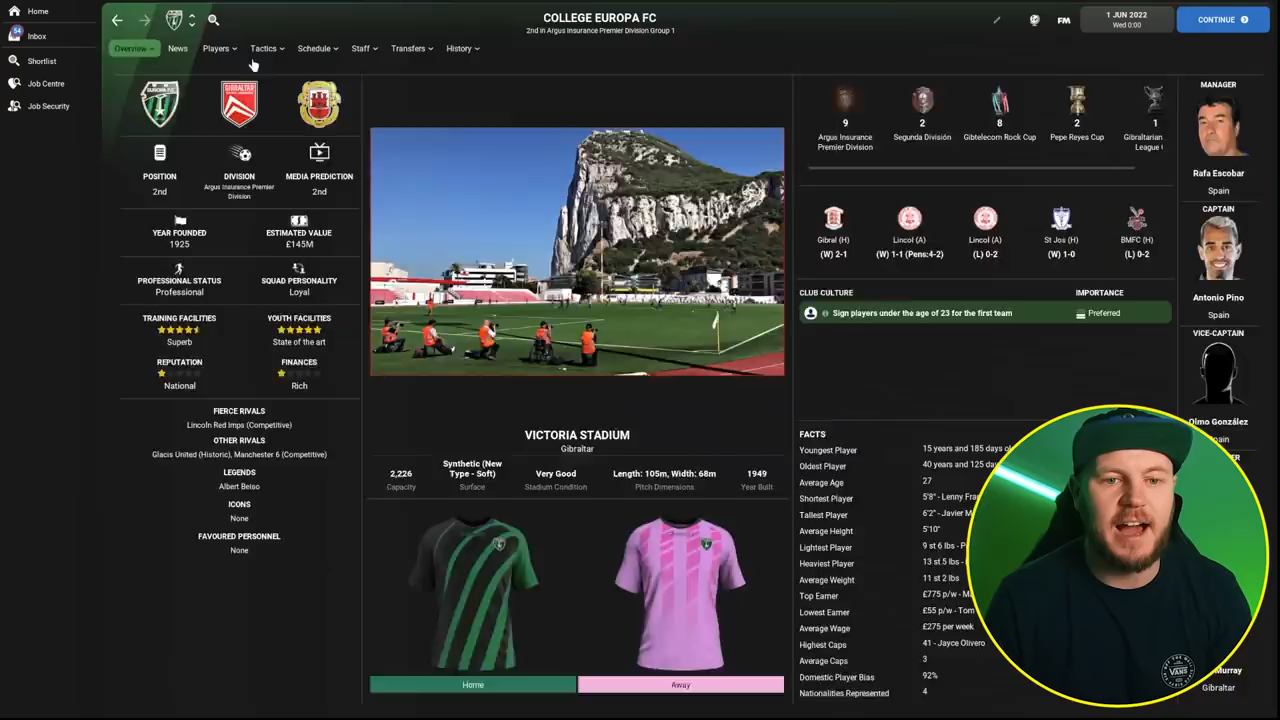 Home
54
Inbox
Shortlist
Job Centre
Job Security
COLLEGE EUROPA FC
2nd in Argus Insurance Premier Division Group 1
FM
1 JUN 2022
Wed 0:00
CONTINUE
Overview
News
Players
Tactics
Schedule
Staff
Transfers
History
POSITION
2nd
DIVISION
Argus Insurance Premier
Division
MEDIA PREDICTION
2nd
YEAR FOUNDED
1925
ESTIMATED VALUE
£145M
PROFESSIONAL STATUS
Professional
SQUAD PERSONALITY
Loyal
TRAINING FACILITIES
Superb
YOUTH FACILITIES
State of the art
REPUTATION
National
FINANCES
Rich
FIERCE RIVALS
Lincoln Red Imps (Competitive)
OTHER RIVALS
Glacis United (Historic), Manchester 6 (Competitive)
LEGENDS
Albert Beiso
ICONS
None
FAVOURED PERSONNEL
None
VICTORIA STADIUM
Gibraltar
2,226
Capacity
Synthetic (New
Type - Soft)
Surface
Very Good
Stadium Condition
Length: 105m, Width: 68m
Pitch Dimensions
1949
Year Built
Home
Away
9
Argus Insurance
Premier Division
2
Segunda División
8
Gibtelecom Rock Cup
2
Pepe Reyes Cup
1
Gibraltarian
League
Gibral (H)
(W) 2-1
Lincol (A)
(W) 1-1 (Pens:4-2)
Lincol (A)
(L) 0-2
St Jos (H)
(W) 1-0
BMFC (H)
(L) 0-2
CLUB CULTURE
IMPORTANCE
Sign players under the age of 23 for the first team
Preferred
FACTS
Youngest Player
15 years and 185 days
Oldest Player
40 years and 125
Average Age
27
Shortest Player
5'8" - Lenny
Tallest Player
6'2" - Javier
Average Height
5'10"
Lightest Player
9 st 6 lbs -
Heaviest Player
13 st 5 lbs -
Average Weight
11 st 2 lbs
Top Earner
£775 p/w -
Lowest Earner
£55 p/w - Tom
Average Wage
£275 per week
Highest Caps
41 - Jayce Olivero
Average Caps
3
Domestic Player Bias
92%
Nationalities Represented
4
MANAGER
Rafa Escobar
Spain
CAPTAIN
Antonio Pino
Spain
VICE-CAPTAIN
Olmo González
Murray
Gibraltar
VANS